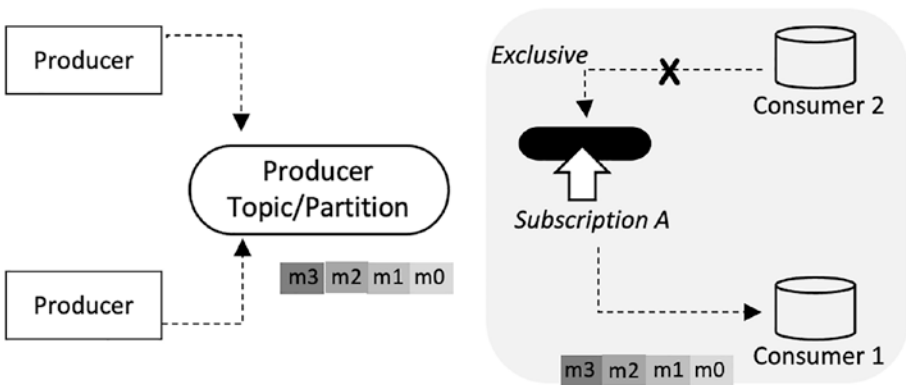 Producer
Producer
Topic/Partition
m3 m2 m1 m0
Producer
Exclusive
X
Consumer 2
Subscription A
Consumer 1
m3 m2 m1 m0